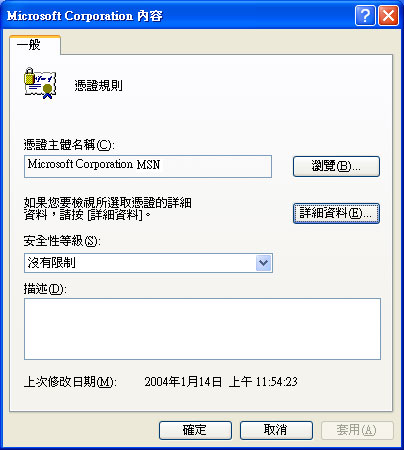 Microsoft Corporation 內容
一般
憑證規則
憑證主體名稱(C):
Microsoft Corporation MSN
瀏覽(B)...
如果您要檢視所選取憑證的詳細
資料，請按 [詳細資料]。
詳細資料(E)...
安全性等級(S):
沒有限制
描述(D):
上次修改日期(M): 2004年1月14日 上午 11:54:23
確定 取消 套用(A)